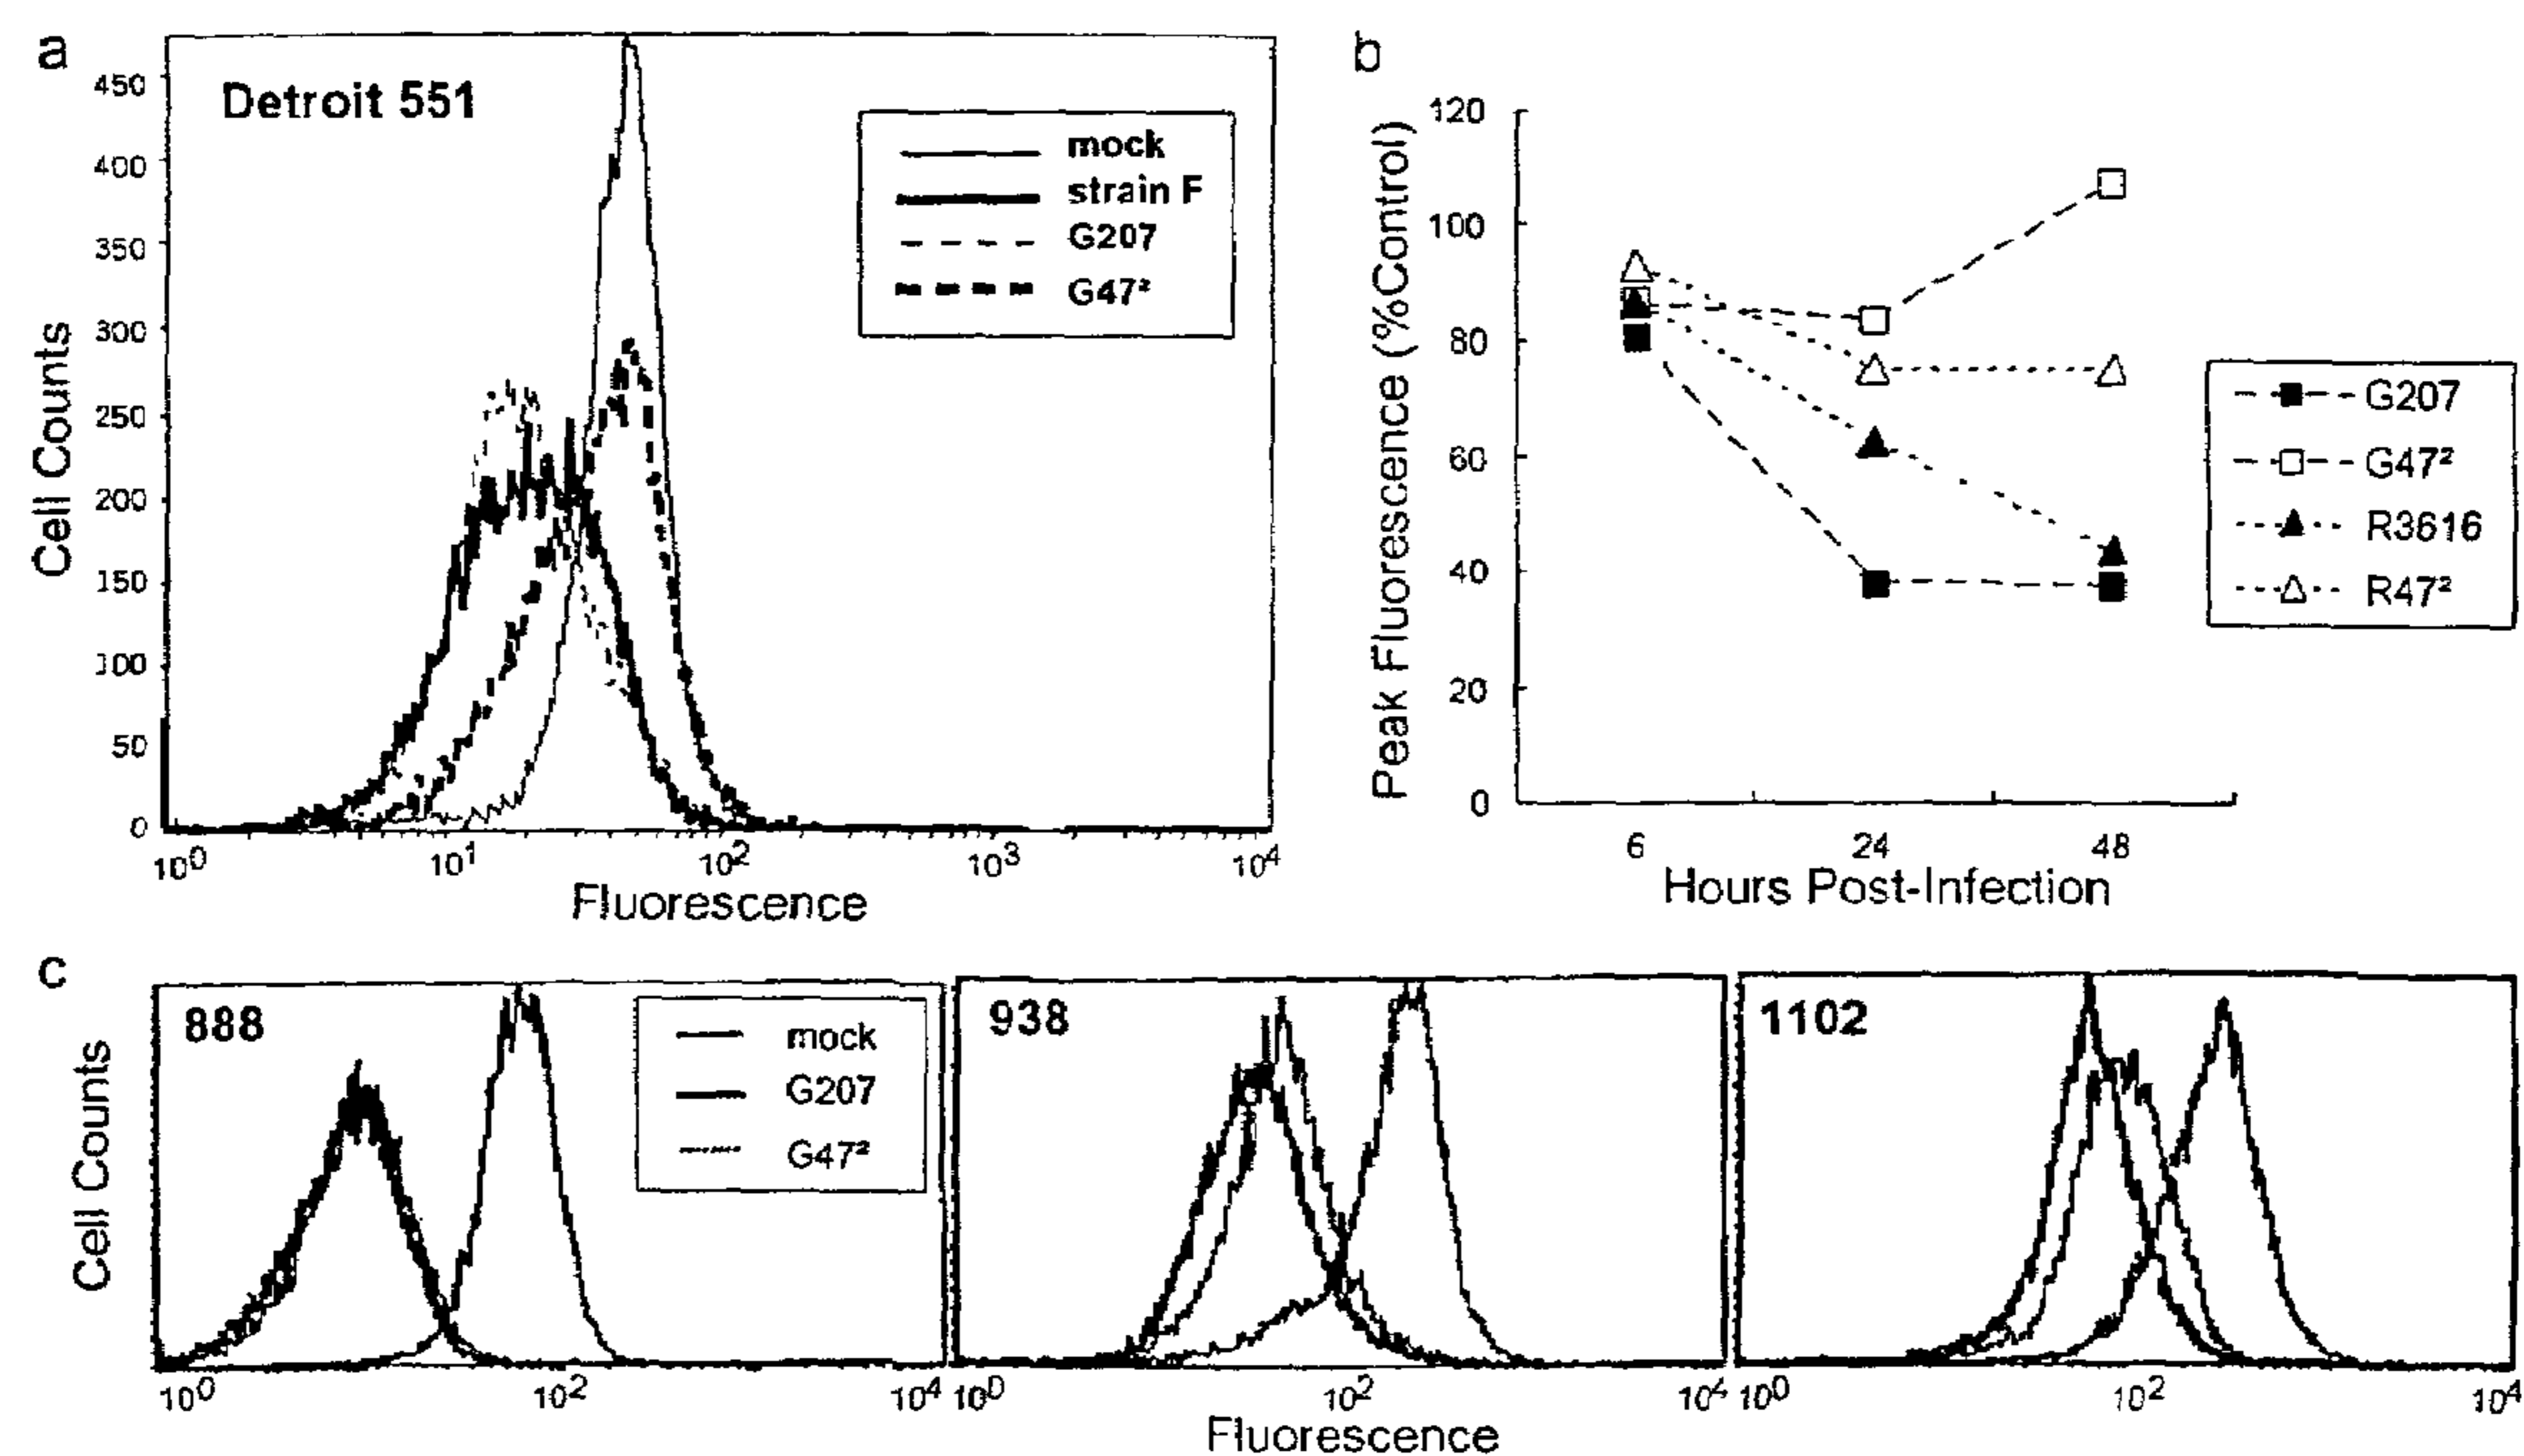 a
Detroit 551
mock
strain F
G207
G47²
450
400
350
300
250
200
150
100
50
0
Cell Counts
10⁰ 10¹ 10² 10³ 10⁴
Fluorescence
b
120
100
80
60
40
20
0
Peak Fluorescence (%Control)
6 24 48
Hours Post-Infection
G207
G47²
R3616
R47²
c
Cell Counts
888
mock
G207
G47²
938
1102
10⁰ 10² 10⁴ 10⁰ 10² 10⁴ 10⁰ 10² 10⁴
Fluorescence